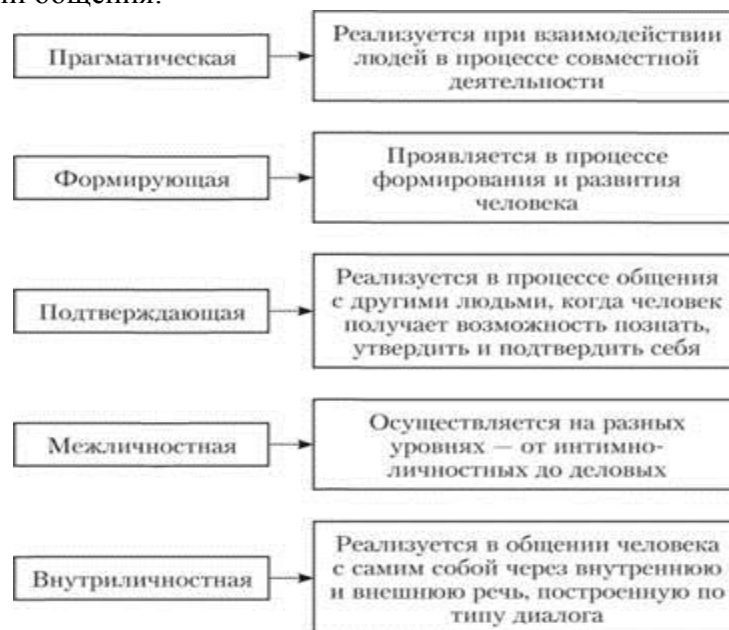 общения.
Прагматическая
Реализуется при взаимодействии
людей в процессе совместной
деятельности
Формирующая
Проявляется в процессе
формирования и развития
человека
Подтверждающая
Реализуется в процессе общения
с другими людьми, когда человек
получает возможность познать,
утвердить и подтвердить себя
Межличностная
Осуществляется на разных
уровнях — от интимно-
личностных до деловых
Внутриличностная
Реализуется в общении человека
с самим собой через внутреннюю
и внешнюю речь, построенную по
типу диалога